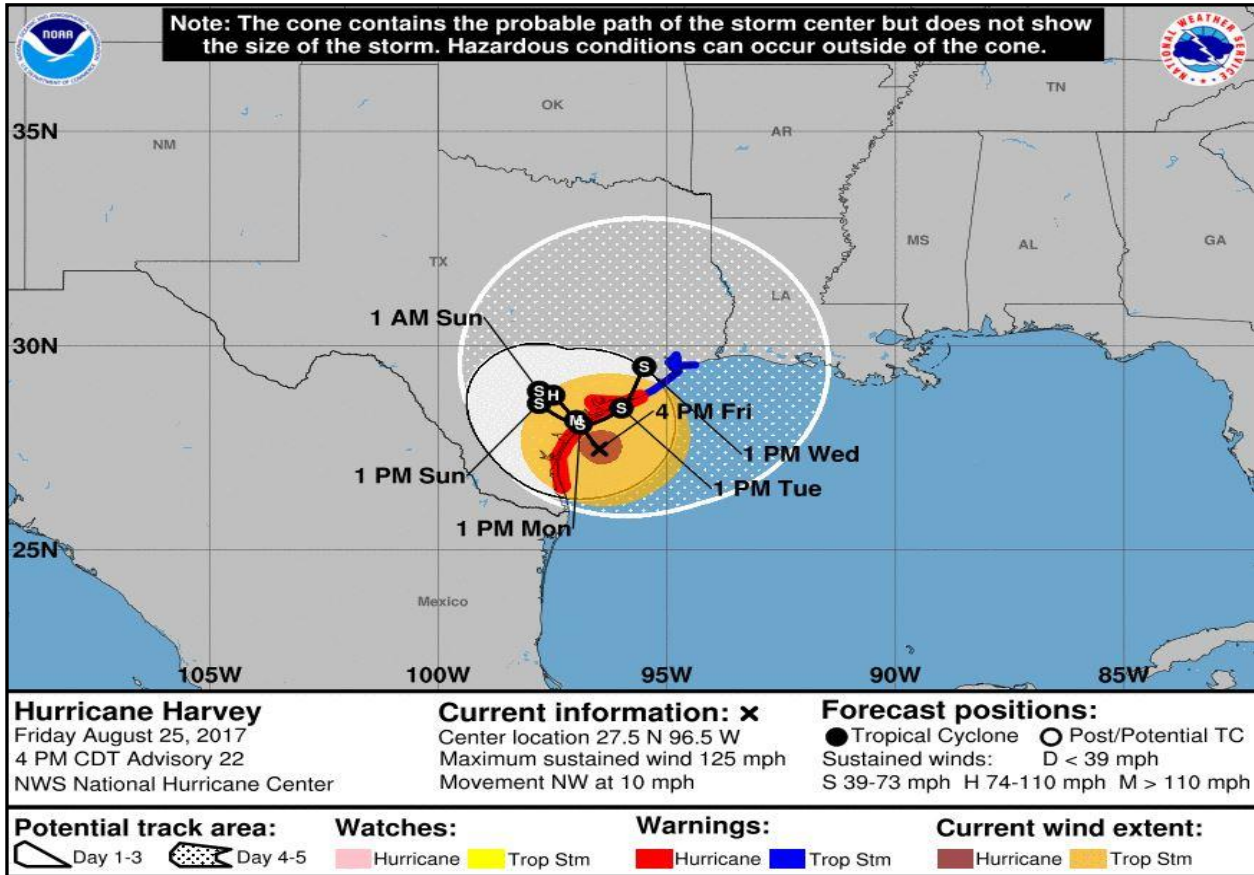 Note: The cone contains the probable path of the storm center but does not show
the size of the storm. Hazardous conditions can occur outside of the cone.
NOAA
NATIONAL WEATHER SERVICE
TN
OK
35N
AR
NM
MS
AL
GA
TX
LA
1 AM Sun
30N
S
S
H
S
M
S
S
4 PM Fri
1 PM Wed
1 PM Sun
1 PM Tue
1 PM Mon
25N
Mexico
105W
100W
95W
90W
85W
Hurricane Harvey
Friday August 25, 2017
4 PM CDT Advisory 22
NWS National Hurricane Center
Current information: x
Center location 27.5 N 96.5 W
Maximum sustained wind 125 mph
Movement NW at 10 mph
Forecast positions:
Tropical Cyclone Post/Potential TC
Sustained winds: D < 39 mph
S 39-73 mph H 74-110 mph M > 110 mph
Potential track area:
Day 1-3 Day 4-5
Watches:
Hurricane Trop Stm
Warnings:
Hurricane Trop Stm
Current wind extent:
Hurricane Trop Stm